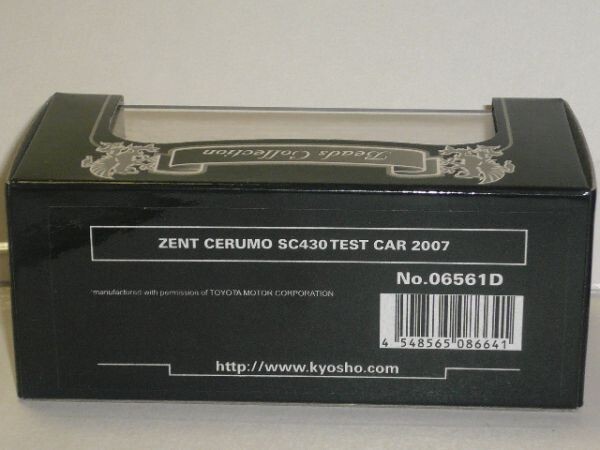 Beads Collection
ZENT CERUMO SC430 TEST CAR 2007
No.06561D
manufactured with permission of TOYOTA MOTOR CORPORATION
4 548565 086641
http://www.kyosho.com